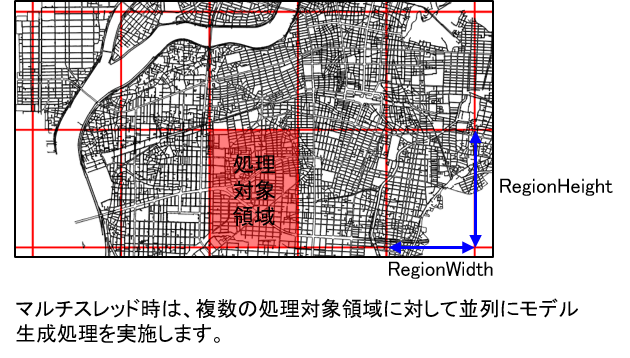 処理
対象
領域
RegionHeight
RegionWidth
マルチスレッド時は、複数の処理対象領域に対して並列にモデル
生成処理を実施します。